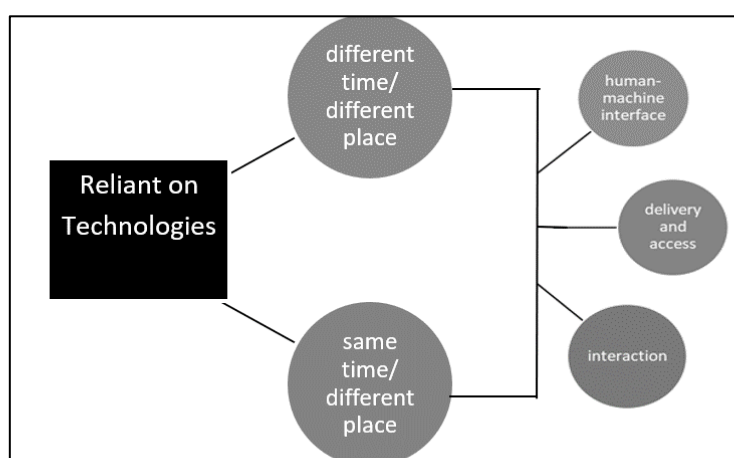 Reliant on
Technologies
different
time/
different
place
same
time/
different
place
human-
machine
interface
delivery
and
access
interaction